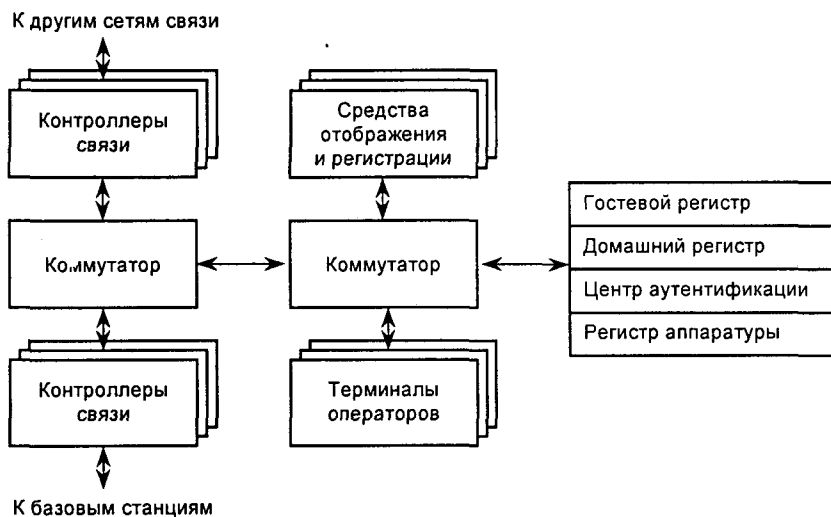 К другим сетям связи
Контроллеры
связи
Средства
отображения
и регистрации
Коммутатор
Коммутатор
Гостевой регистр
Домашний регистр
Центр аутентификации
Регистр аппаратуры
Контроллеры
связи
Терминалы
операторов
К базовым станциям